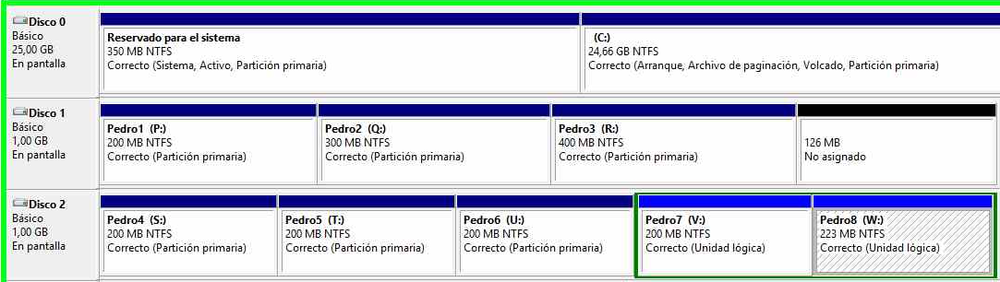 Disco 0
Básico
25,00 GB
En pantalla
Reservado para el sistema
350 MB NTFS
Correcto (Sistema, Activo, Partición primaria)
(C:)
24,66 GB NTFS
Correcto (Arranque, Archivo de paginación, Volcado, Partición primaria)
Disco 1
Básico
1,00 GB
En pantalla
Pedro1 (P:)
200 MB NTFS
Correcto (Partición primaria)
Pedro2 (Q:)
300 MB NTFS
Correcto (Partición primaria)
Pedro3 (R:)
400 MB NTFS
Correcto (Partición primaria)
126 MB
No asignado
Disco 2
Básico
1,00 GB
En pantalla
Pedro4 (S:)
200 MB NTFS
Correcto (Partición primaria)
Pedro5 (T:)
200 MB NTFS
Correcto (Partición primaria)
Pedro6 (U:)
200 MB NTFS
Correcto (Partición primaria)
Pedro7 (V:)
200 MB NTFS
Correcto (Unidad lógica)
Pedro8 (W:)
223 MB NTFS
Correcto (Unidad lógica)